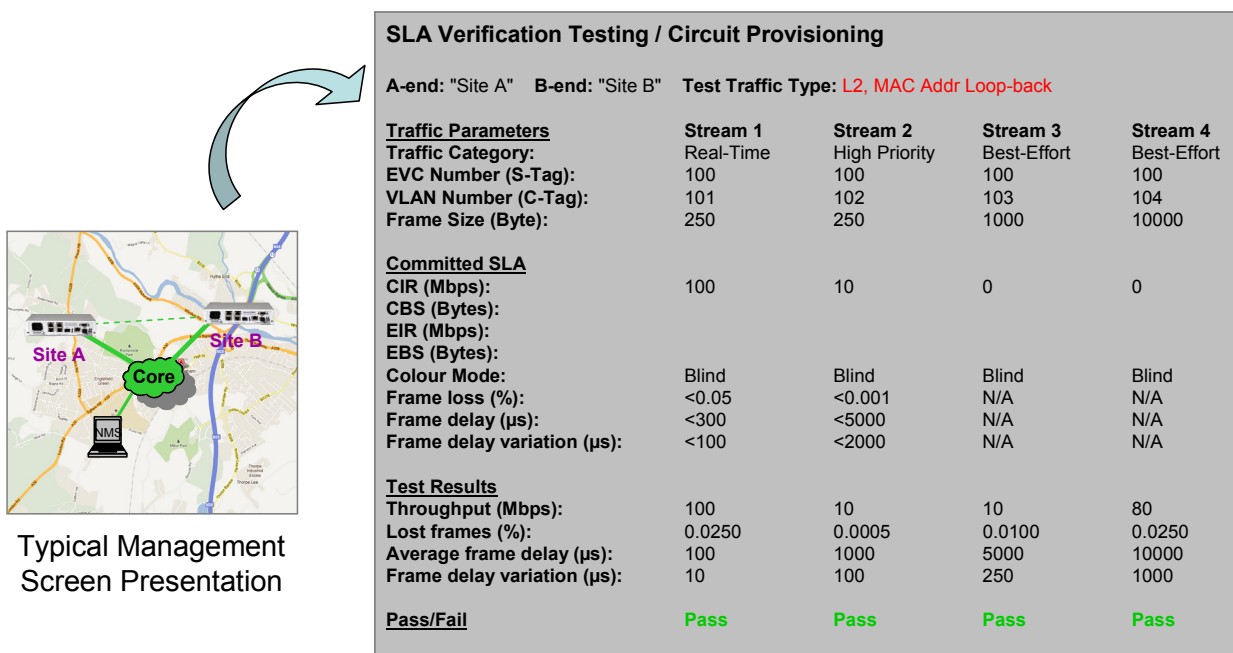 SLA Verification Testing / Circuit Provisioning
A-end: "Site A" B-end: "Site B" Test Traffic Type: L2, MAC Addr Loop-back
Traffic Parameters Stream 1 Stream 2 Stream 3 Stream 4
Traffic Category: Real-Time High Priority Best-Effort Best-Effort
EVC Number (S-Tag): 100 100 100 100
VLAN Number (C-Tag): 101 102 103 104
Frame Size (Byte): 250 250 1000 10000
Committed SLA
CIR (Mbps): 100 10 0 0
CBS (Bytes):
EIR (Mbps):
EBS (Bytes):
Colour Mode: Blind Blind Blind Blind
Frame loss (%): <0.05 <0.001 N/A N/A
Frame delay (µs): <300 <5000 N/A N/A
Frame delay variation (µs): <100 <2000 N/A N/A
Test Results
Throughput (Mbps): 100 10 10 80
Lost frames (%): 0.0250 0.0005 0.0100 0.0250
Average frame delay (µs): 100 1000 5000 10000
Frame delay variation (µs): 10 100 250 1000
Pass/Fail Pass Pass Pass Pass
Site A
Site B
Core
NMS
Typical Management
Screen Presentation